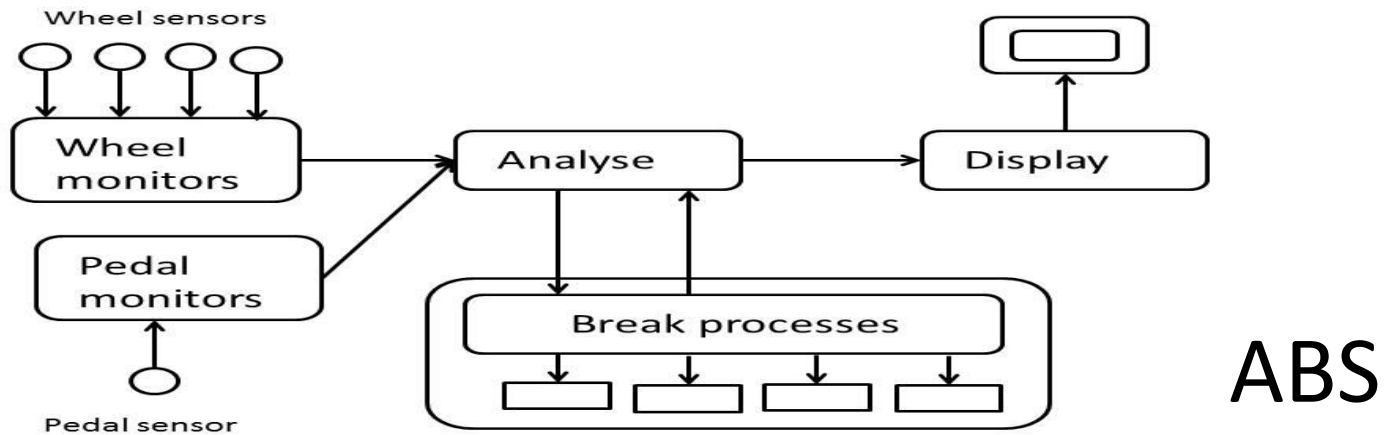 Wheel sensors
Wheel
monitors
Analyse
Display
Pedal
monitors
Break processes
ABS
Pedal sensor